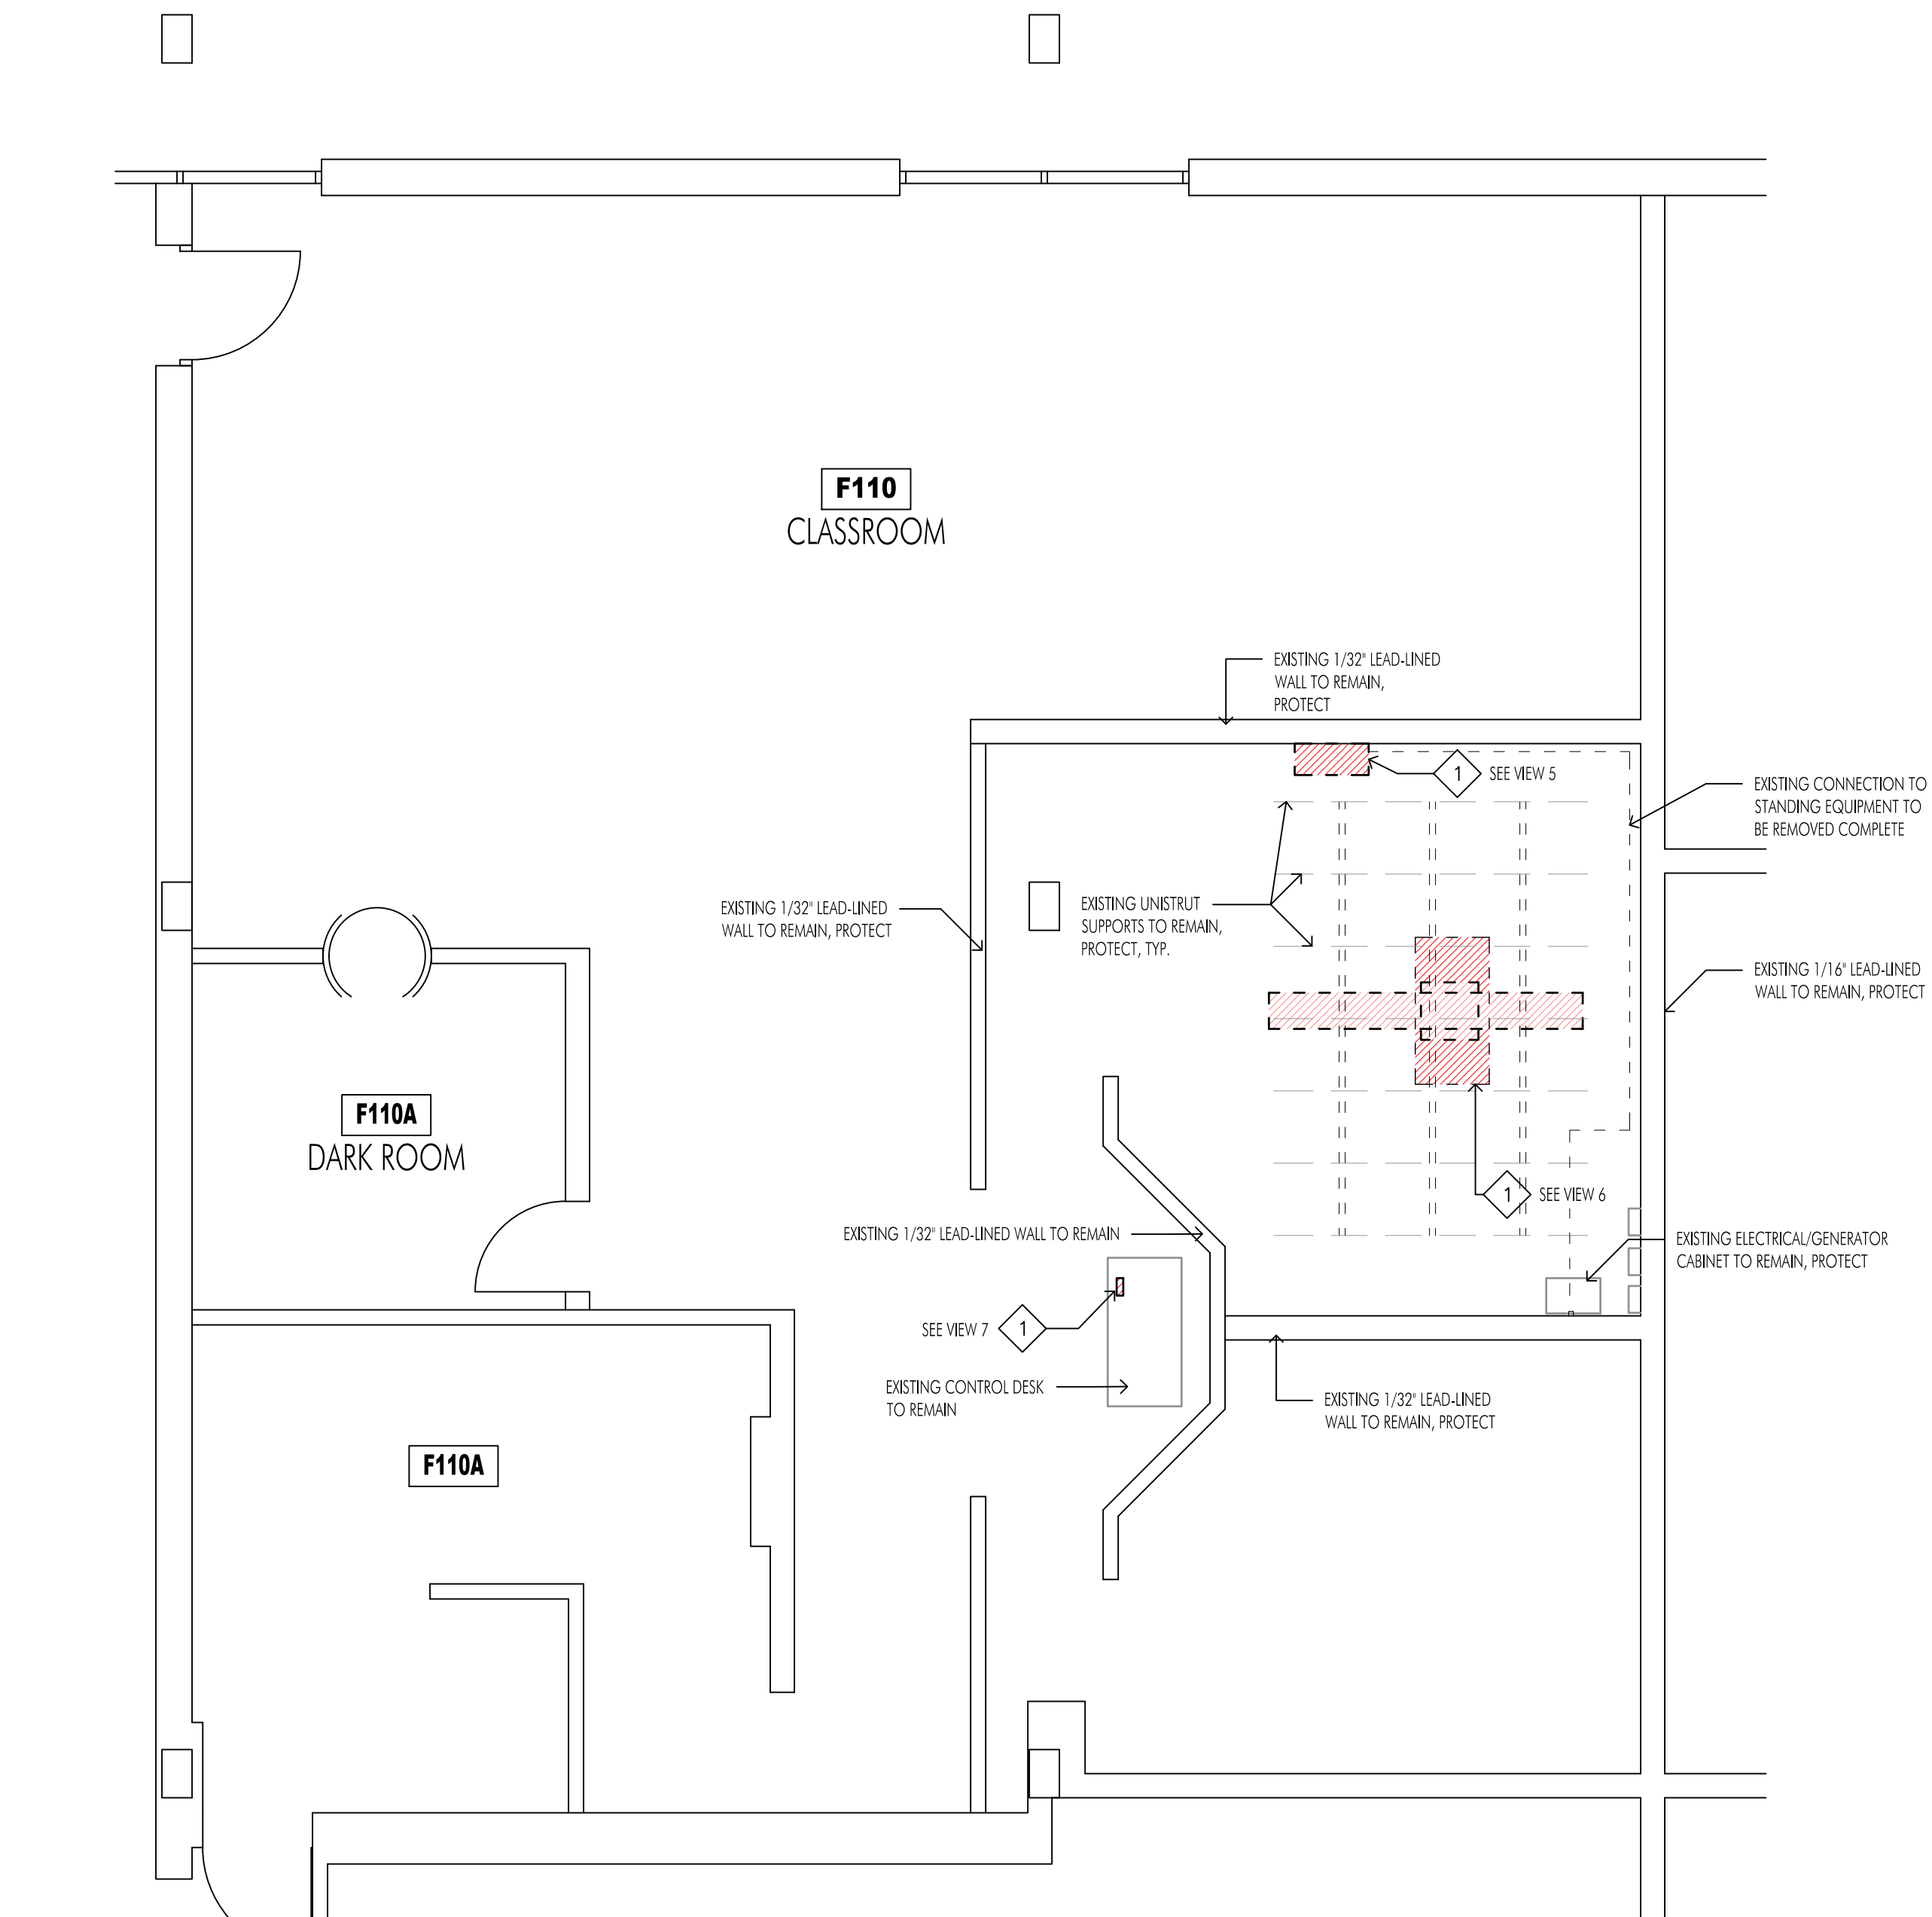 F110
CLASSROOM
EXISTING 1/32" LEAD-LINED
WALL TO REMAIN,
PROTECT
1
SEE VIEW 5
EXISTING CONNECTION TO
STANDING EQUIPMENT TO
BE REMOVED COMPLETE
EXISTING 1/32" LEAD-LINED
WALL TO REMAIN, PROTECT
EXISTING UNISTRUT
SUPPORTS TO REMAIN,
PROTECT, TYP.
EXISTING 1/16" LEAD-LINED
WALL TO REMAIN, PROTECT
F110A
DARK ROOM
1
SEE VIEW 6
EXISTING 1/32" LEAD-LINED WALL TO REMAIN
EXISTING ELECTRICAL/GENERATOR
CABINET TO REMAIN, PROTECT
SEE VIEW 7
1
EXISTING CONTROL DESK
TO REMAIN
EXISTING 1/32" LEAD-LINED
WALL TO REMAIN, PROTECT
F110A